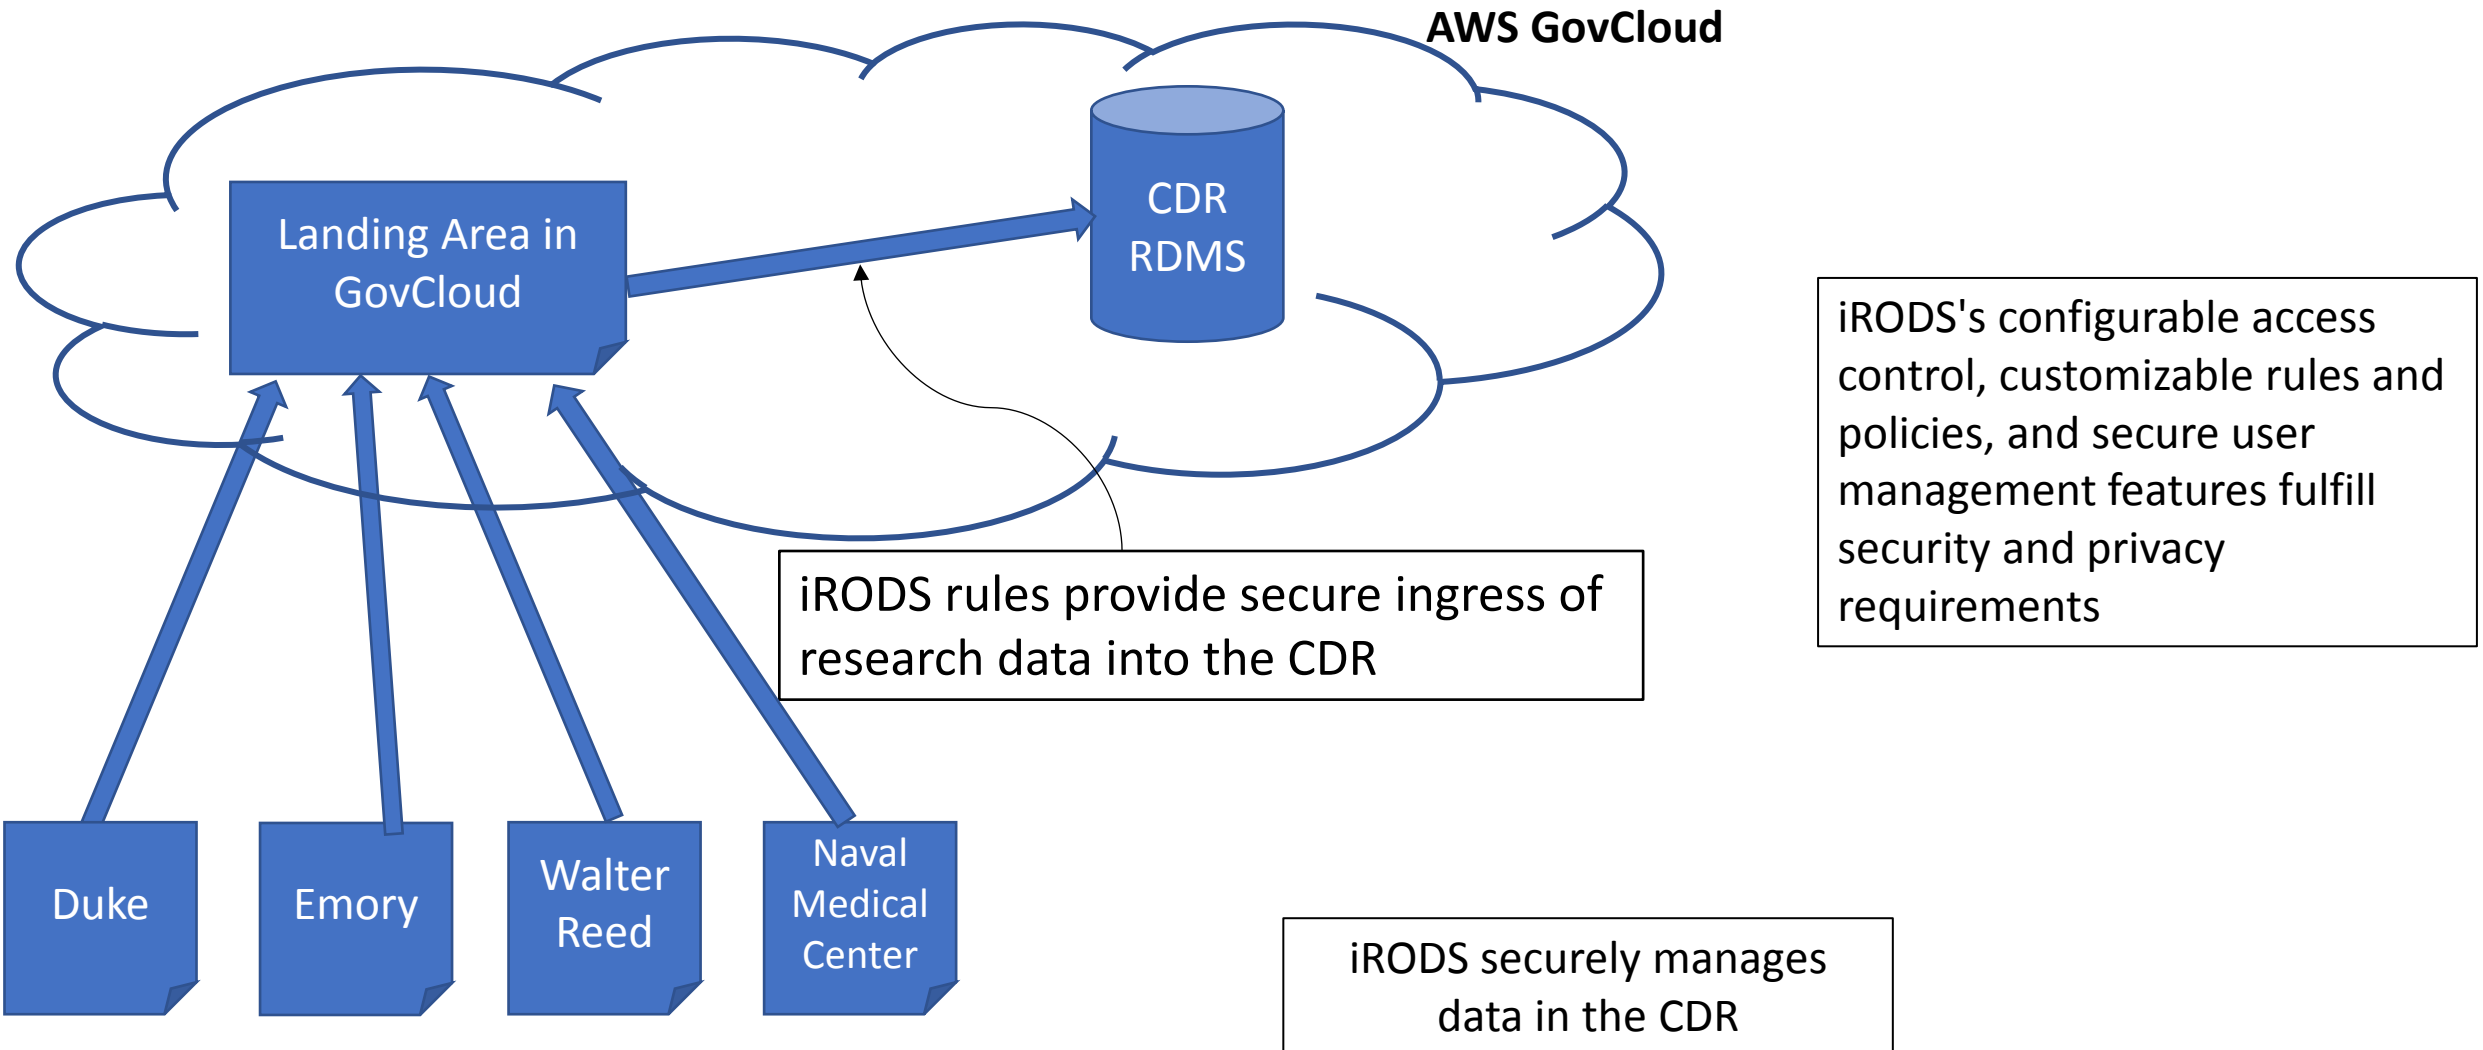 AWS GovCloud
CDR
RDMS
Landing Area in
GovCloud
iRODS's configurable access
control, customizable rules and
policies, and secure user
management features fulfill
security and privacy
requirements
iRODS rules provide secure ingress of
research data into the CDR
Duke
Emory
Walter
Reed
Naval
Medical
Center
iRODS securely manages
data in the CDR